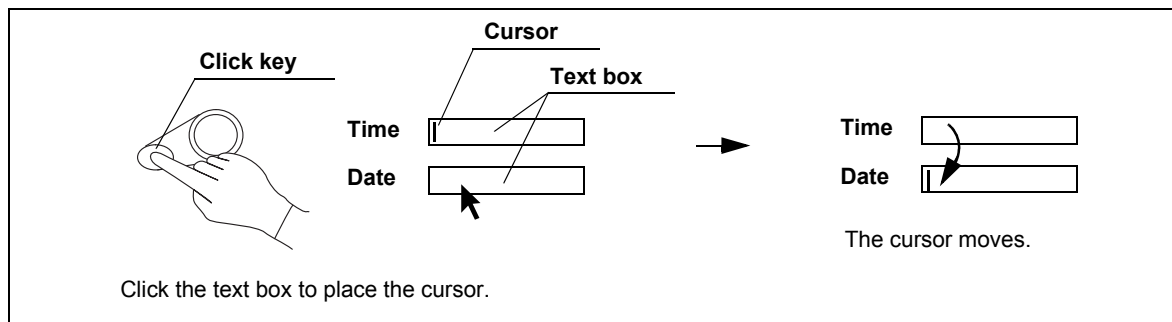 Cursor
Click key
Text box
Time
Time
Date
Date
The cursor moves.
Click the text box to place the cursor.